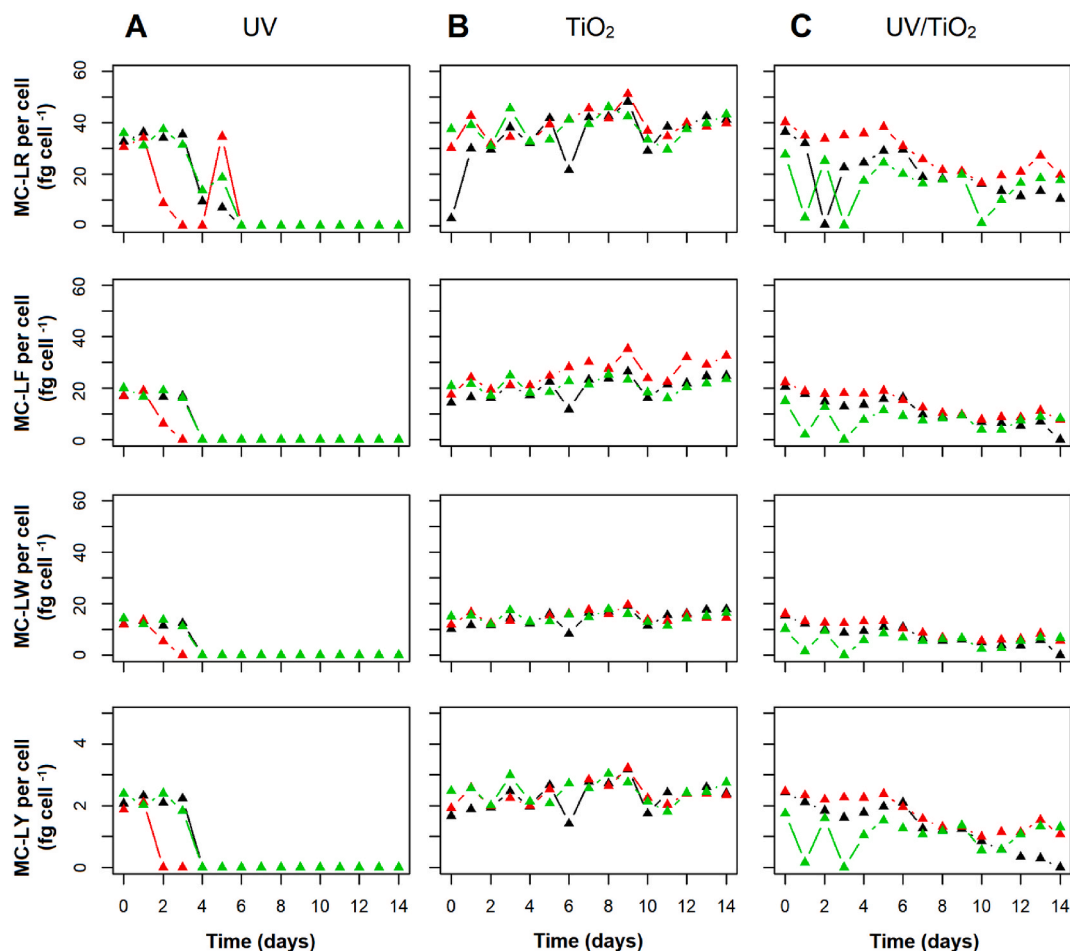 A UV B TiO₂ C UV/TiO₂
MC-LR per cell
(fg cell ⁻¹)
0 20 40 60
MC-LF per cell
(fg cell ⁻¹)
0 20 40 60
MC-LW per cell
(fg cell ⁻¹)
0 20 40 60
MC-LY per cell
(fg cell ⁻¹)
0 2 4
0 2 4 6 8 10 12 14 0 2 4 6 8 10 12 14 0 2 4 6 8 10 12 14
Time (days) Time (days) Time (days)